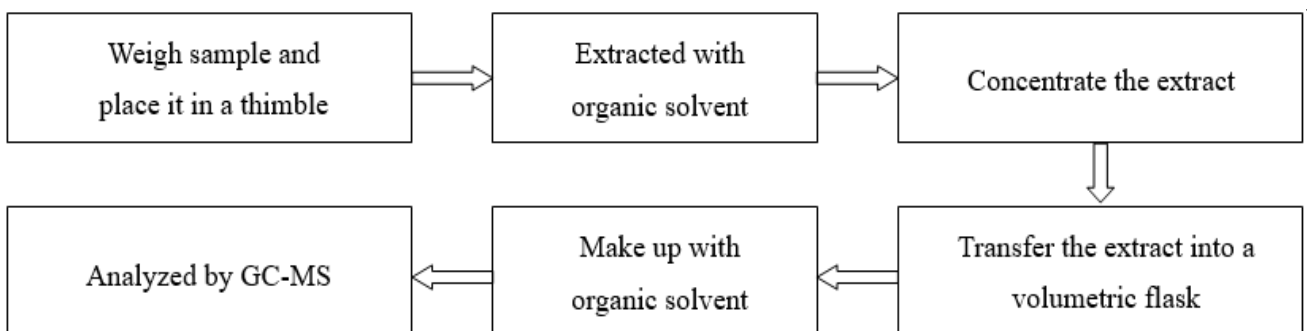 Weigh sample and
place it in a thimble
Extracted with
organic solvent
Concentrate the extract
Transfer the extract into a
volumetric flask
Make up with
organic solvent
Analyzed by GC-MS